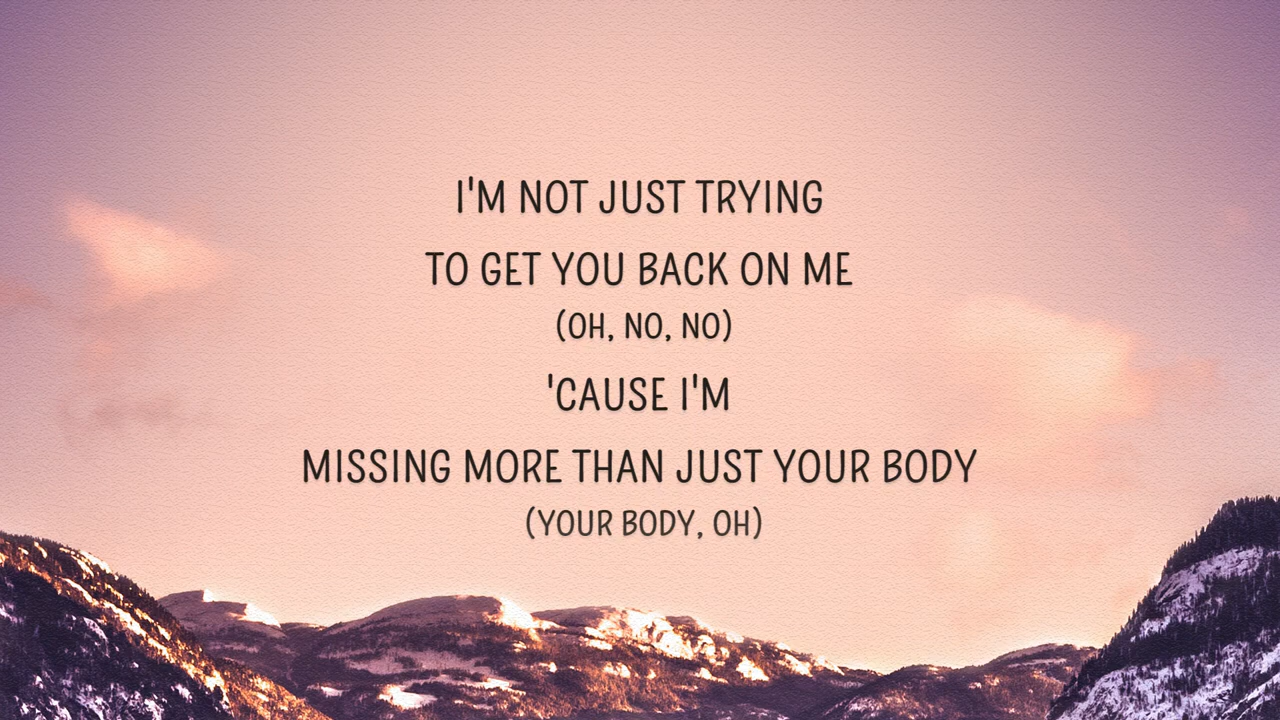 I'M NOT JUST TRYING
TO GET YOU BACK ON ME
(OH, NO, NO)
'CAUSE I'M
MISSING MORE THAN JUST YOUR BODY
(YOUR BODY, OH)